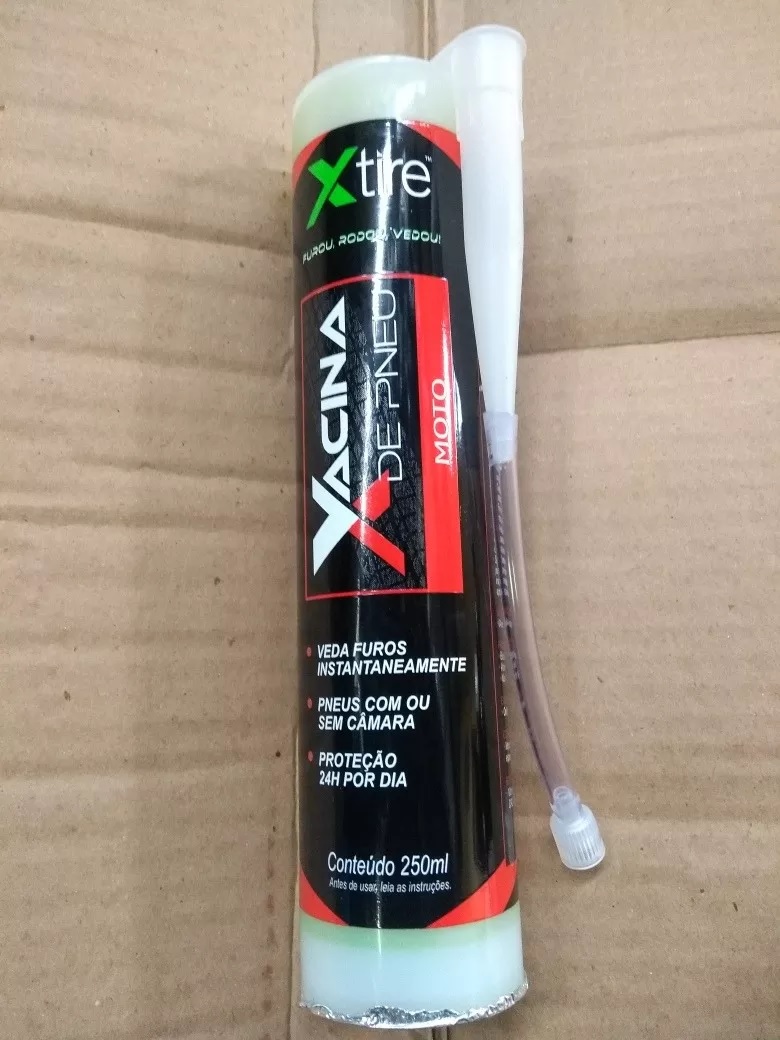 Xtire™
FUROU, RODOU, VEDOU!
VACINA
DE PNEU
MOTO
• VEDA FUROS
INSTANTANEAMENTE
• PNEUS COM OU
SEM CÂMARA
• PROTEÇÃO
24H POR DIA
Conteúdo 250ml
Antes de usar, leia as instruções.